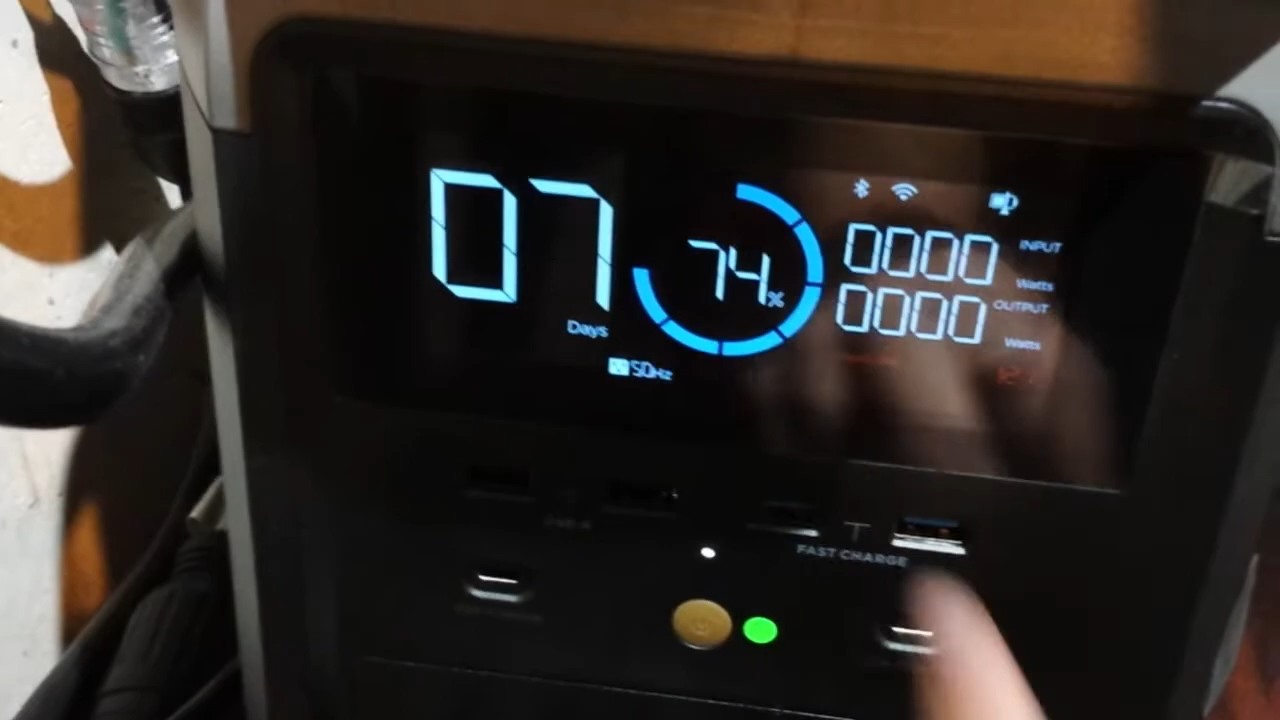 07
Days
50Hz
74%
0000 INPUT
Watts
0000 OUTPUT
Watts
FAST CHARGE